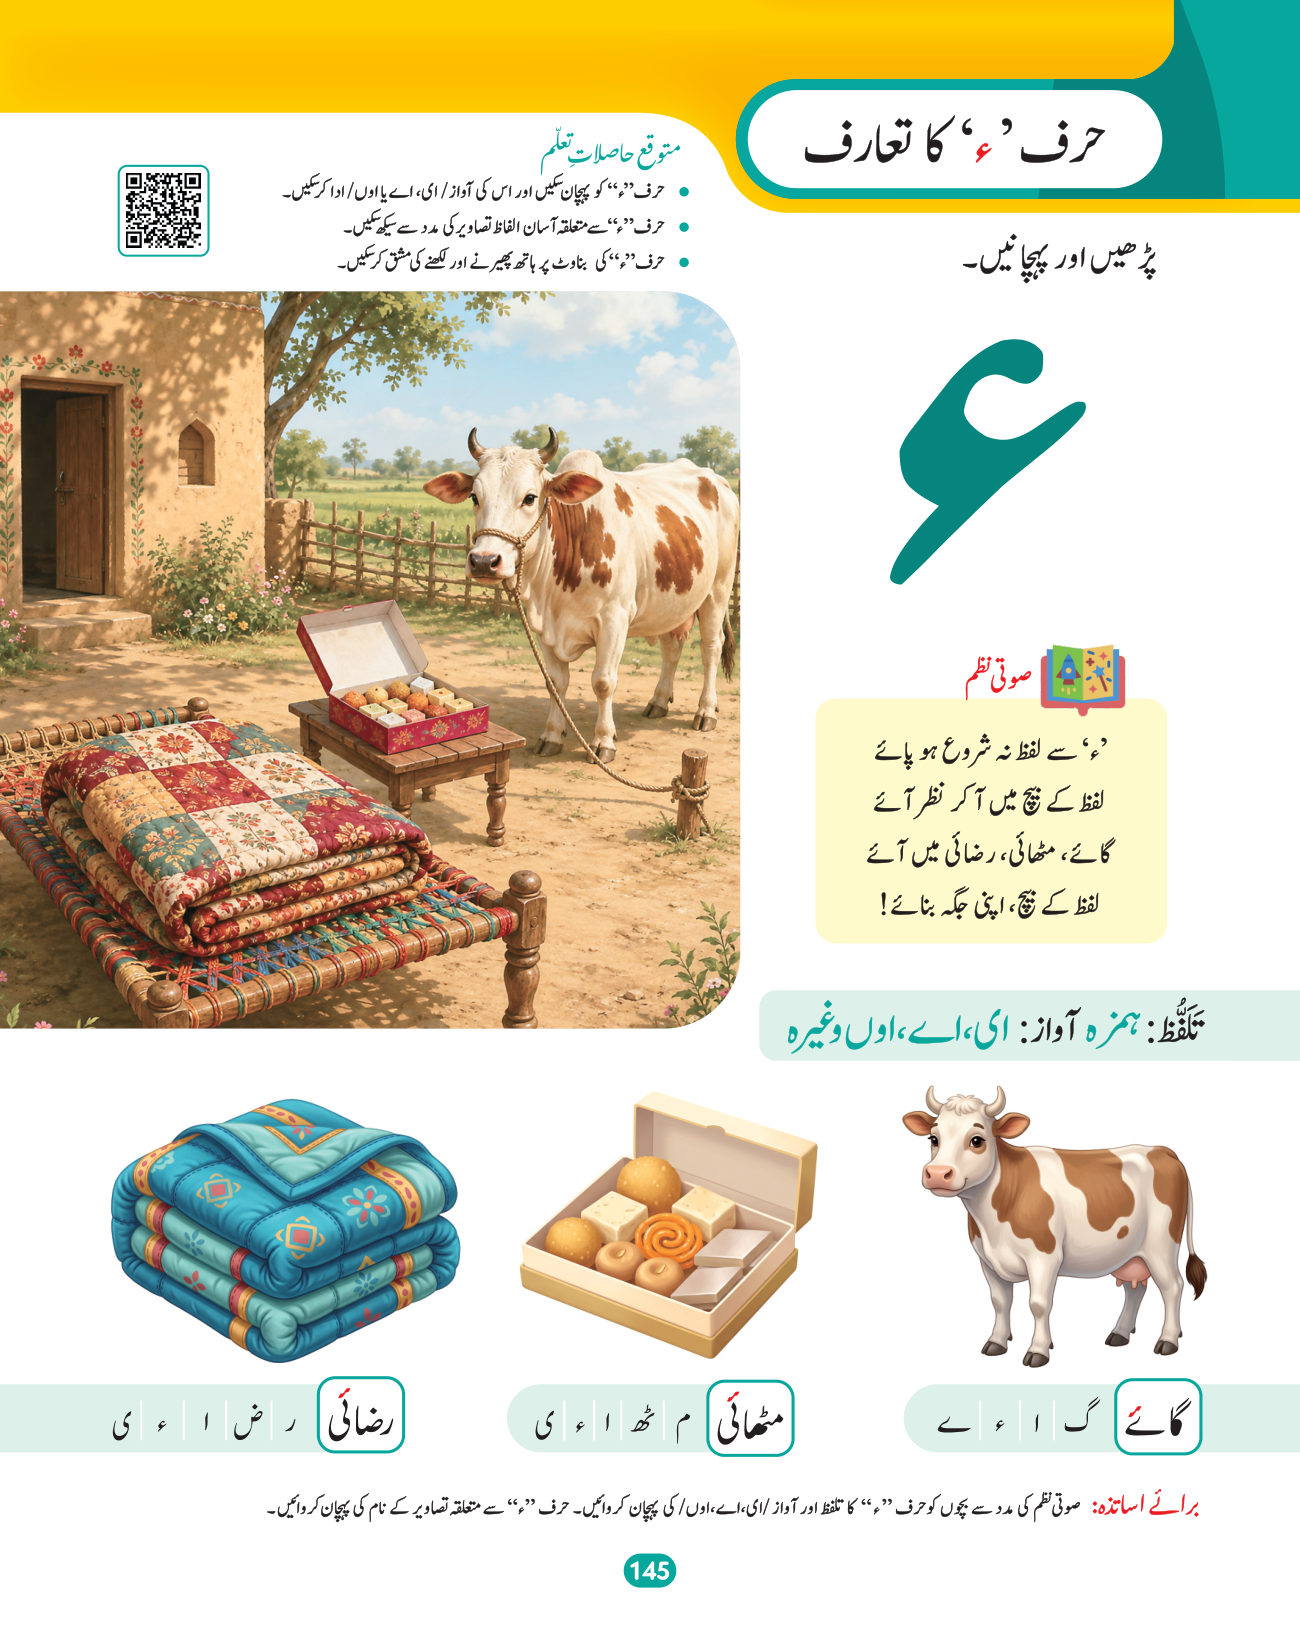 حرف ’ء‘ کا تعارف
متوقع حاصلاتِ تعلّم
حرف ”ء“ کو پہچان سکیں اور اس کی آواز / ای، اے یا اوں/ ادا کر سکیں۔
حرف ”ء“ سے متعلقہ آسان الفاظ تصاویر کی مدد سے سیکھ سکیں۔
حرف ”ء“ کی بناوٹ پر ہاتھ پھیرنے اور لکھنے کی مشق کر سکیں۔
پڑھیں اور پہچانیں۔
ء
صوتی نظم
’ء‘ سے لفظ نہ شروع ہو پائے
لفظ کے بیچ میں آ کر نظر آئے
گائے، مٹھائی، رضائی میں آئے
لفظ کے بیچ، اپنی جگہ بنائے!
تَلَفُّظ: ہمزہ آواز: ای، اے، اوں وغیرہ
گائے گ ا ء ے
مٹھائی م ٹھ ا ء ی
رضائی ر ض ا ء ی
برائے اساتذہ: صوتی نظم کی مدد سے بچوں کو حرف ”ء“ کا تلفظ اور آواز /ای، اے، اوں/ کی پہچان کروائیں۔ حرف ”ء“ سے متعلقہ تصاویر کے نام کی پہچان کروائیں۔
145